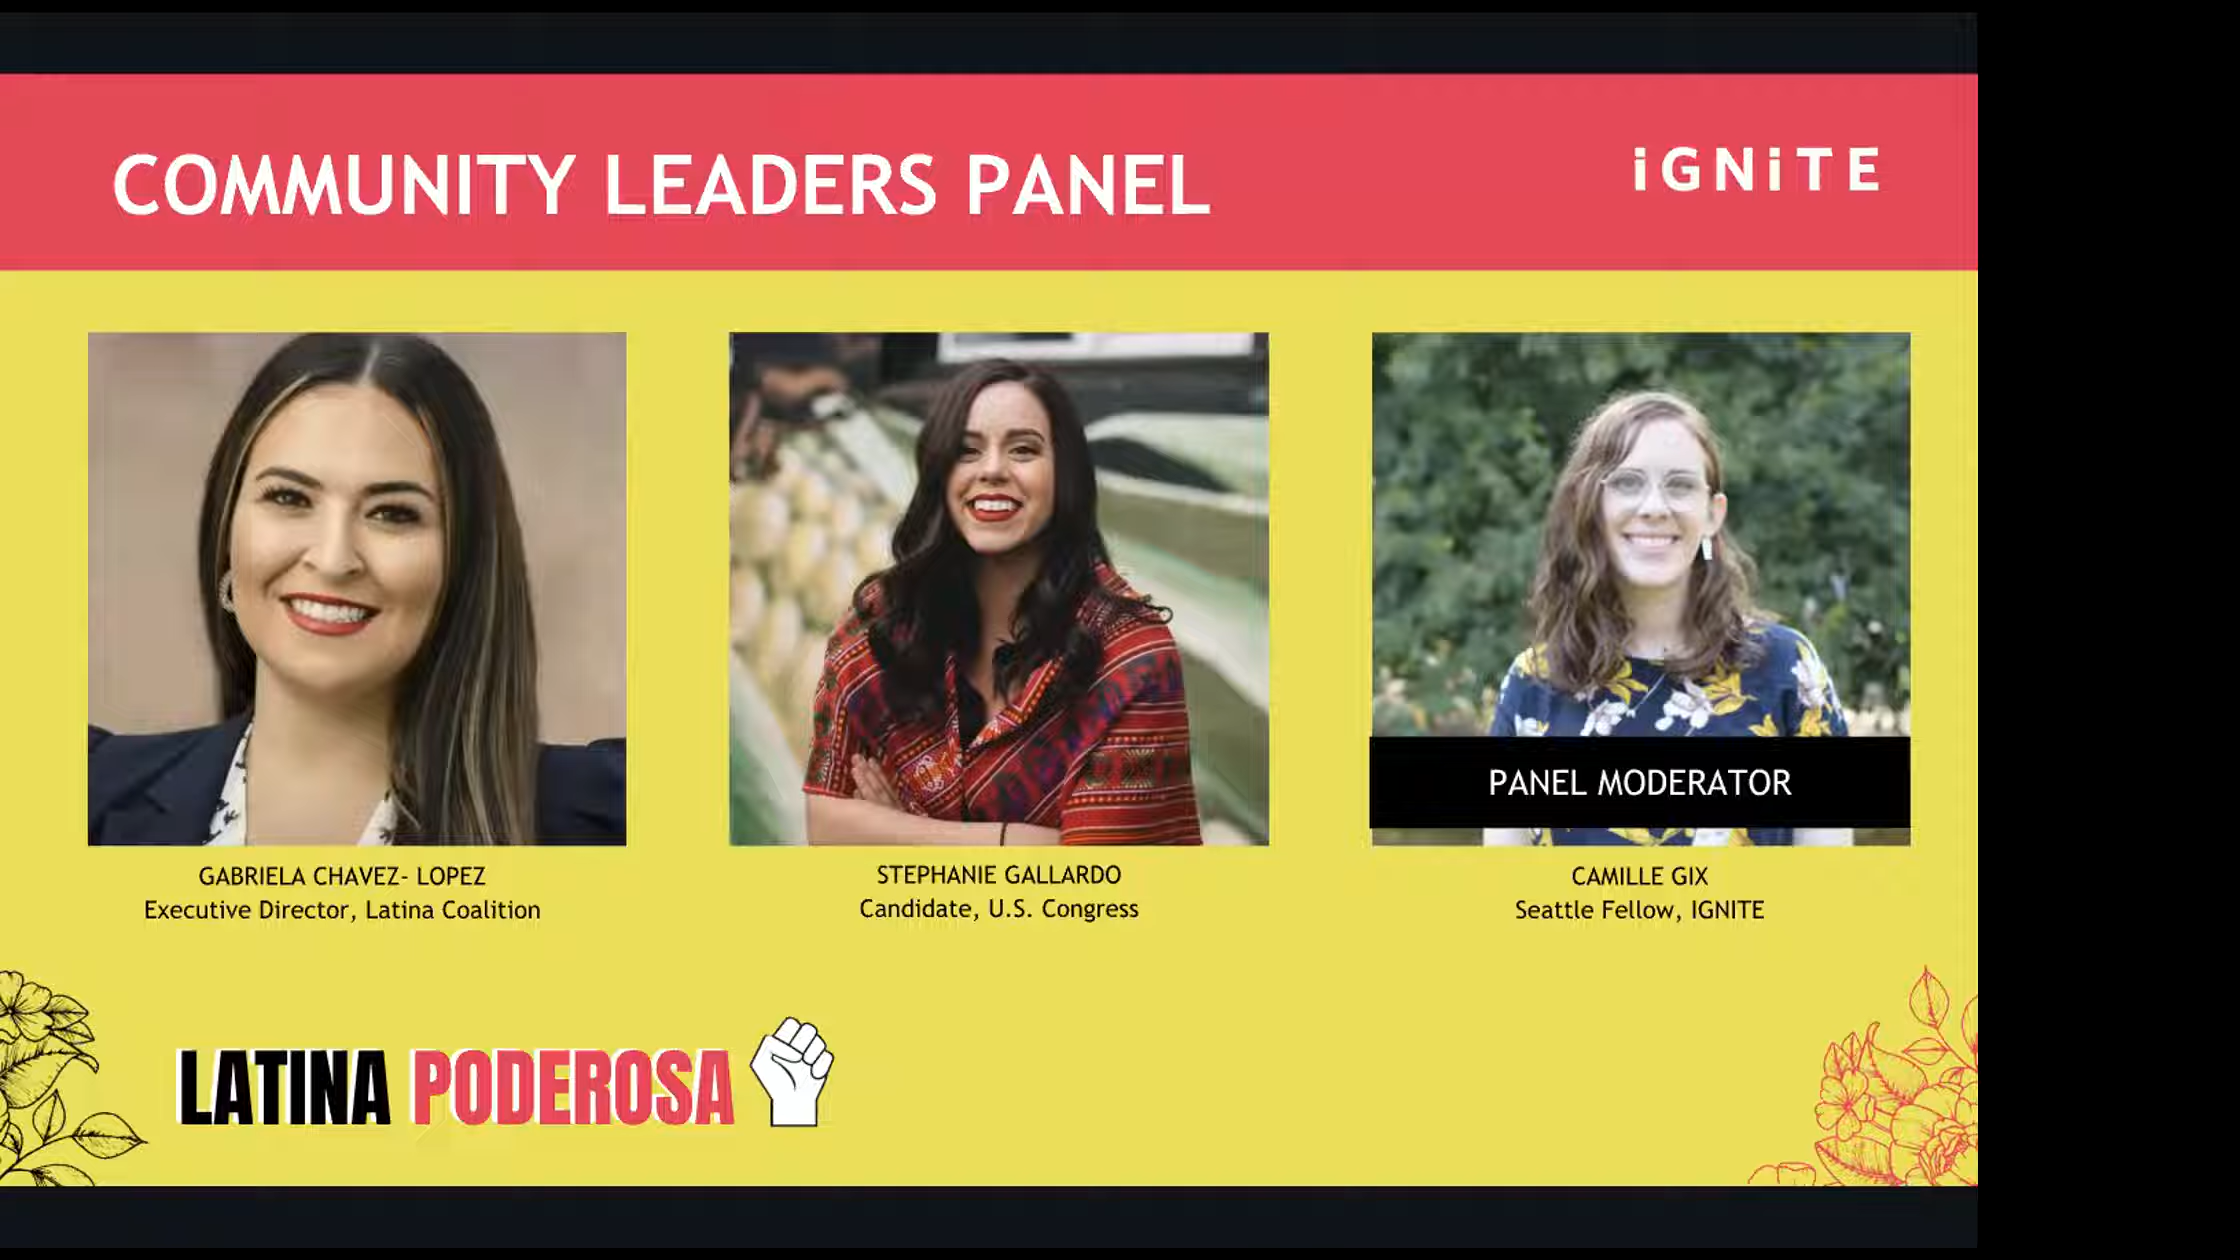 COMMUNITY LEADERS PANEL
iGNiTE
PANEL MODERATOR
GABRIELA CHAVEZ- LOPEZ
Executive Director, Latina Coalition
STEPHANIE GALLARDO
Candidate, U.S. Congress
CAMILLE GIX
Seattle Fellow, IGNITE
LATINA PODEROSA